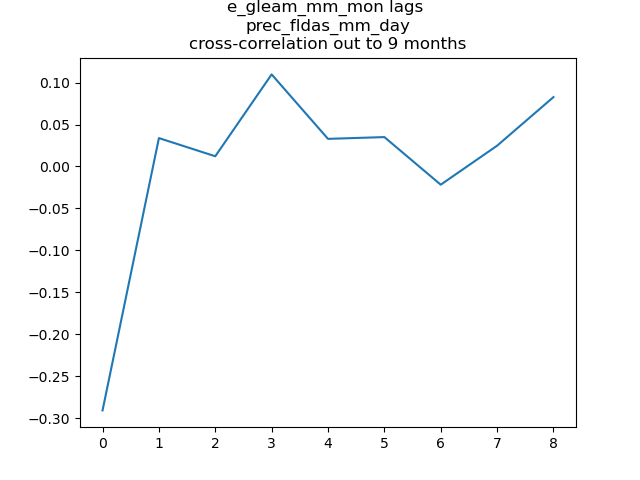 e_gleam_mm_mon lags
prec_fldas_mm_day
cross-correlation out to 9 months
0.10
0.05
0.00
−0.05
−0.10
−0.15
−0.20
−0.25
−0.30
0 1 2 3 4 5 6 7 8